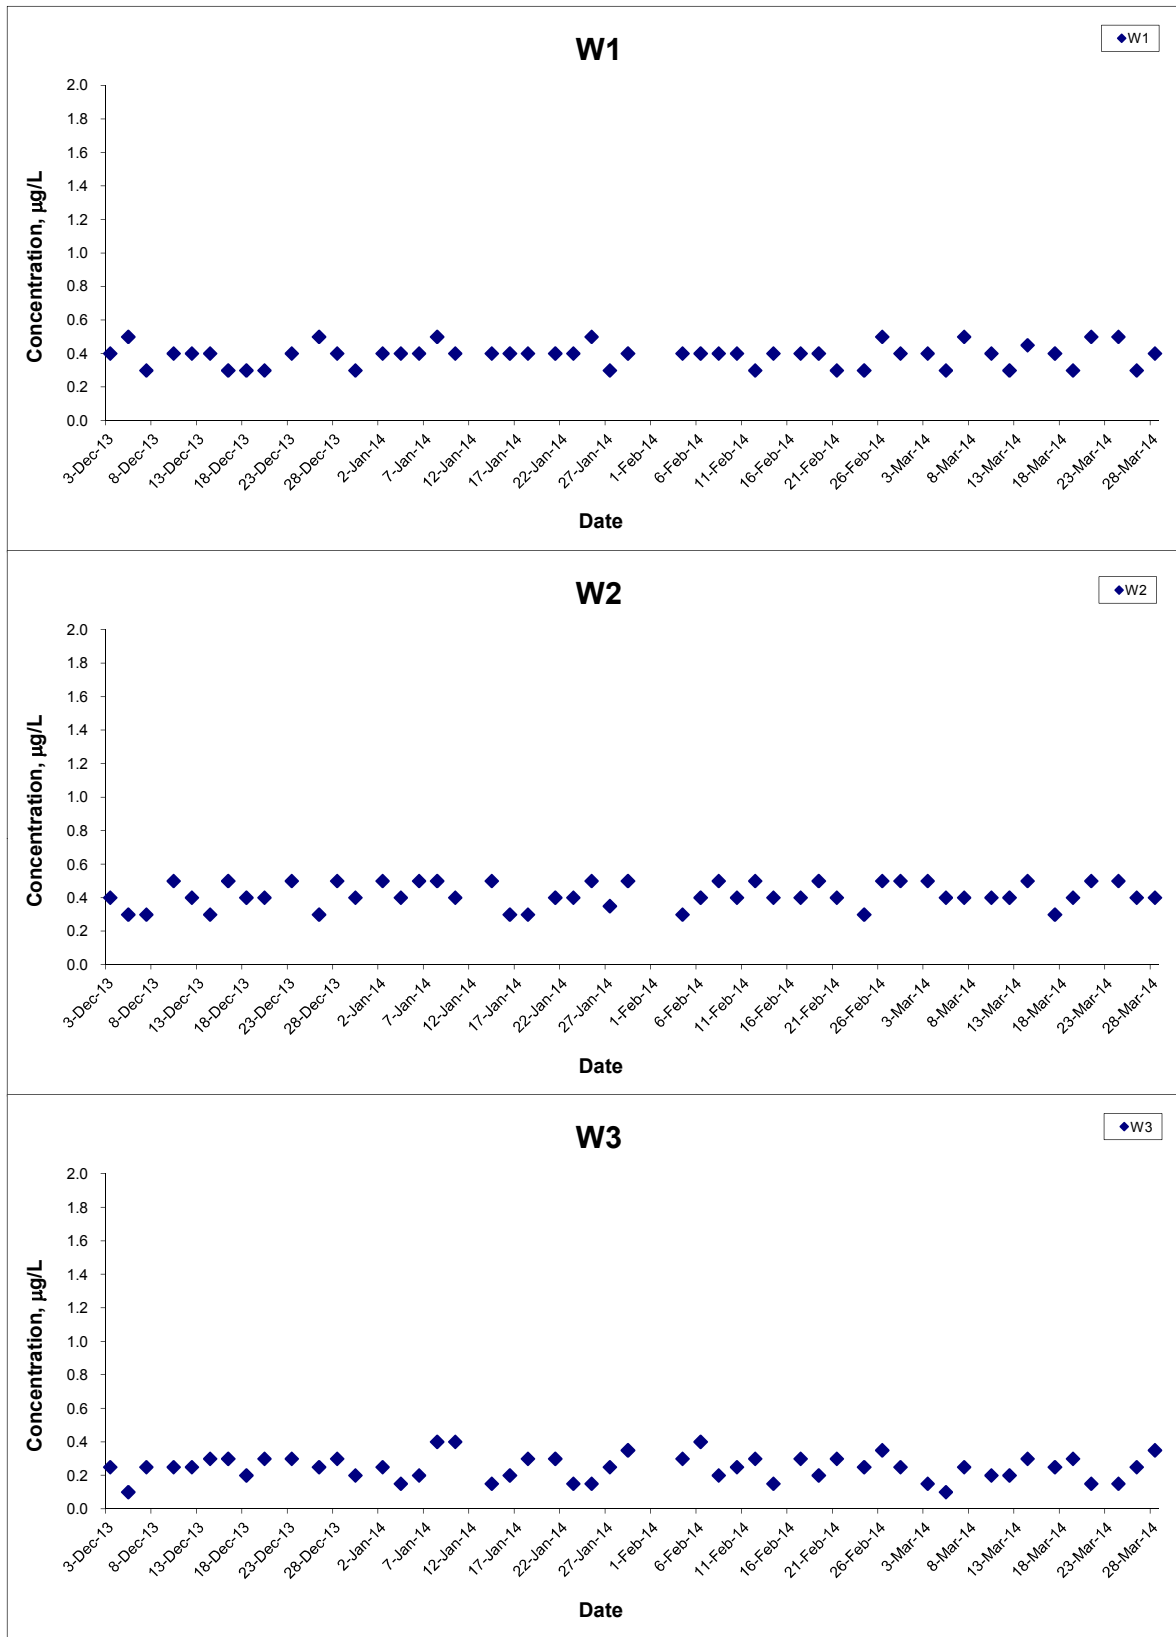 W1
W1
Concentration, µg/L
2.0
1.8
1.6
1.4
1.2
1.0
0.8
0.6
0.4
0.2
0.0
3-Dec-13
8-Dec-13
13-Dec-13
18-Dec-13
23-Dec-13
28-Dec-13
2-Jan-14
7-Jan-14
12-Jan-14
17-Jan-14
22-Jan-14
27-Jan-14
1-Feb-14
6-Feb-14
11-Feb-14
16-Feb-14
21-Feb-14
26-Feb-14
3-Mar-14
8-Mar-14
13-Mar-14
18-Mar-14
23-Mar-14
28-Mar-14
Date
W2
W2
Concentration, µg/L
2.0
1.8
1.6
1.4
1.2
1.0
0.8
0.6
0.4
0.2
0.0
3-Dec-13
8-Dec-13
13-Dec-13
18-Dec-13
23-Dec-13
28-Dec-13
2-Jan-14
7-Jan-14
12-Jan-14
17-Jan-14
22-Jan-14
27-Jan-14
1-Feb-14
6-Feb-14
11-Feb-14
16-Feb-14
21-Feb-14
26-Feb-14
3-Mar-14
8-Mar-14
13-Mar-14
18-Mar-14
23-Mar-14
28-Mar-14
Date
W3
W3
Concentration, µg/L
2.0
1.8
1.6
1.4
1.2
1.0
0.8
0.6
0.4
0.2
0.0
3-Dec-13
8-Dec-13
13-Dec-13
18-Dec-13
23-Dec-13
28-Dec-13
2-Jan-14
7-Jan-14
12-Jan-14
17-Jan-14
22-Jan-14
27-Jan-14
1-Feb-14
6-Feb-14
11-Feb-14
16-Feb-14
21-Feb-14
26-Feb-14
3-Mar-14
8-Mar-14
13-Mar-14
18-Mar-14
23-Mar-14
28-Mar-14
Date